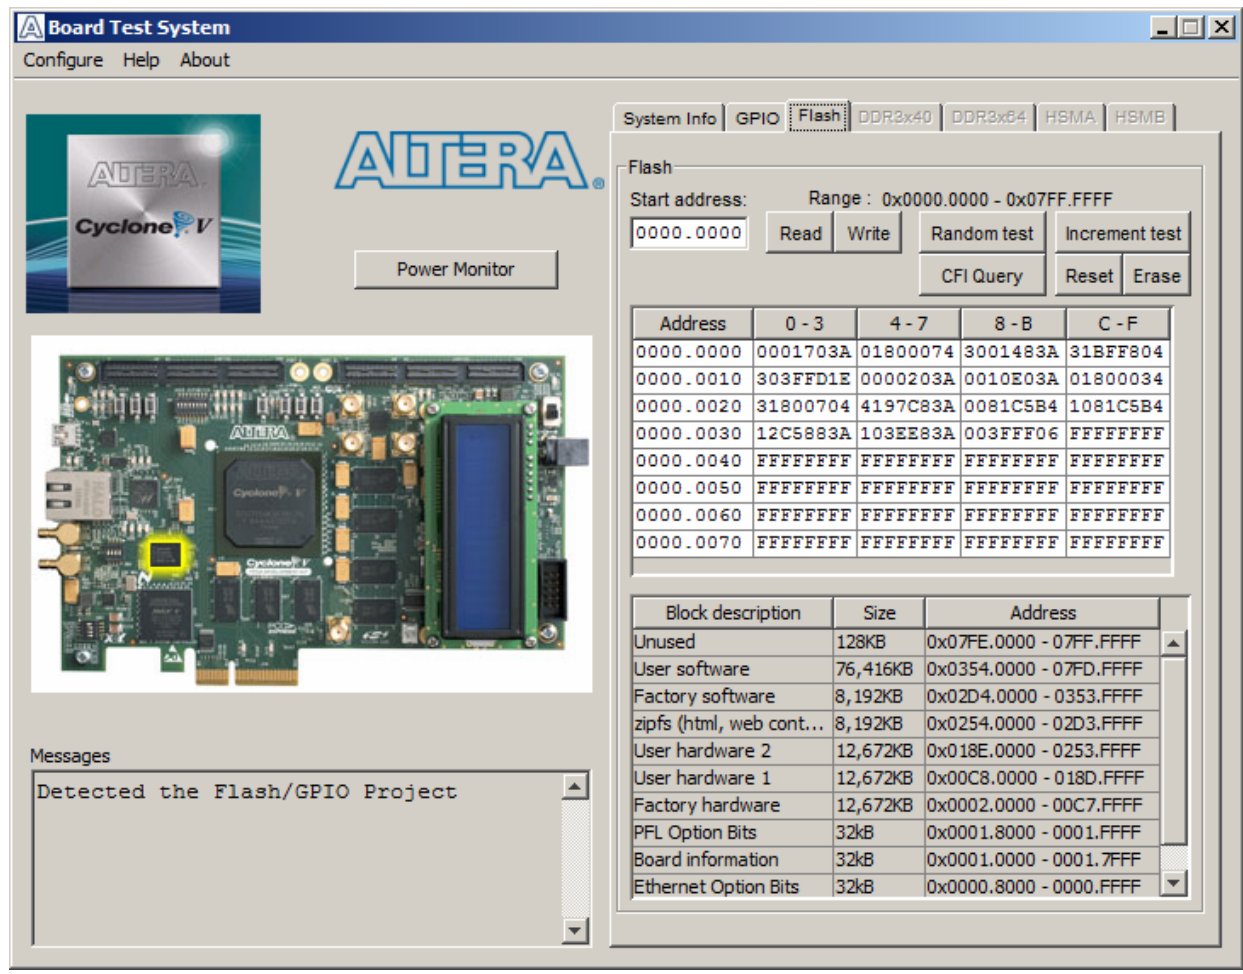 Board Test System
Configure Help About
System Info GPIO Flash DDR3x40 DDR3x64 HSMA HSMB
ALTERA.
Cyclone V
ALTERA®
Power Monitor
Flash
Start address: Range : 0x0000.0000 - 0x07FF.FFFF
0000.0000 Read Write Random test Increment test
CFI Query Reset Erase
Address 0 - 3 4 - 7 8 - B C - F
0000.0000 0001703A 01800074 3001483A 31BFF804
0000.0010 303FFD1E 0000203A 0010E03A 01800034
0000.0020 31800704 4197C83A 0081C5B4 1081C5B4
0000.0030 12C5883A 103EE83A 003FFF06 FFFFFFFF
0000.0040 FFFFFFFF FFFFFFFF FFFFFFFF FFFFFFFF
0000.0050 FFFFFFFF FFFFFFFF FFFFFFFF FFFFFFFF
0000.0060 FFFFFFFF FFFFFFFF FFFFFFFF FFFFFFFF
0000.0070 FFFFFFFF FFFFFFFF FFFFFFFF FFFFFFFF
ALTERA
Cyclone V
Cyclone V
Block description Size Address
Unused 128KB 0x07FE.0000 - 07FF.FFFF
User software 76,416KB 0x0354.0000 - 07FD.FFFF
Factory software 8,192KB 0x02D4.0000 - 0353.FFFF
zipfs (html, web cont... 8,192KB 0x0254.0000 - 02D3.FFFF
User hardware 2 12,672KB 0x018E.0000 - 0253.FFFF
User hardware 1 12,672KB 0x00C8.0000 - 018D.FFFF
Factory hardware 12,672KB 0x0002.0000 - 00C7.FFFF
PFL Option Bits 32kB 0x0001.8000 - 0001.FFFF
Board information 32kB 0x0001.0000 - 0001.7FFF
Ethernet Option Bits 32kB 0x0000.8000 - 0000.FFFF
Messages
Detected the Flash/GPIO Project